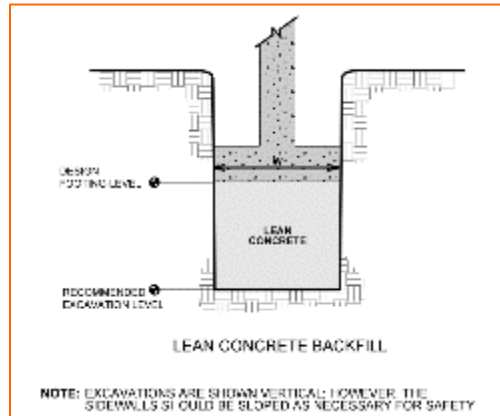 W
DESIGN
FOOTING LEVEL
LEAN
CONCRETE
RECOMMENDED
EXCAVATION LEVEL
LEAN CONCRETE BACKFILL
NOTE: EXCAVATIONS ARE SHOWN VERTICAL; HOWEVER, THE
SIDEWALLS SHOULD BE SLOPED AS NECESSARY FOR SAFETY